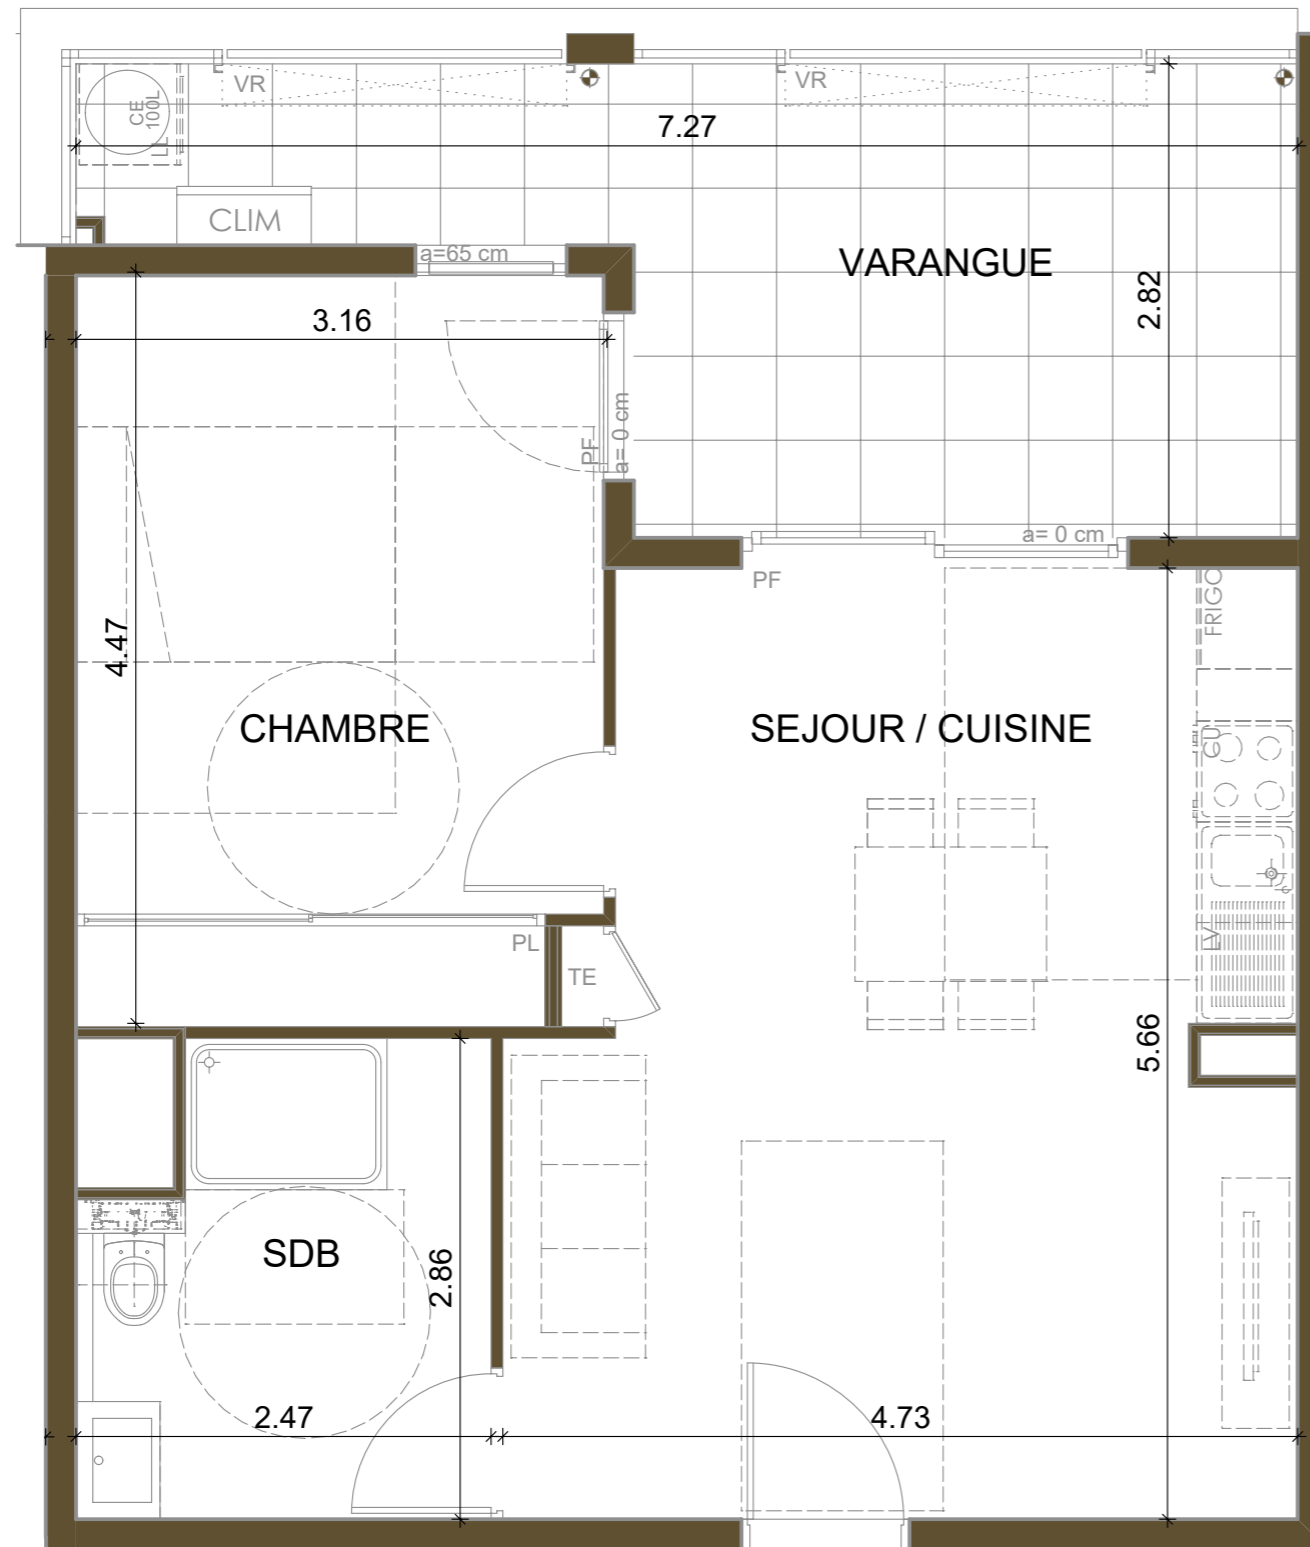 VR
VR
CE
100L
LL
7.27
CLIM
a=65 cm
VARANGUE
2.82
3.16
PF
a= 0 cm
a= 0 cm
PF
FRIGO
4.47
CHAMBRE
SEJOUR / CUISINE
CU
PL
TE
LV
5.66
SDB
2.86
2.47
4.73